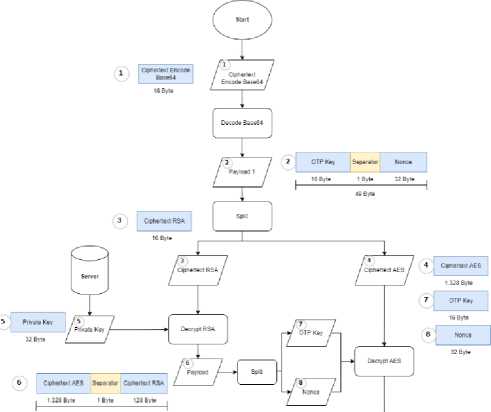 Start
1
Ciphertext Encode
Base64
16 Byte
1
Ciphertext
Encode Base64
Decode Base64
2
Payload 1
2
OTP Key
Separator
Nonce
16 Byte
1 Byte
32 Byte
49 Byte
3
Ciphertext RSA
16 Byte
Split
3
Ciphertext RSA
4
Ciphertext AES
4
Ciphertext AES
1.328 Byte
Server
5
Private Key
32 Byte
5
Private Key
Decrypt RSA
7
OTP Key
7
OTP Key
16 Byte
6
Payload
Split
8
Nonce
Decrypt AES
Nonce
32 Byte
6
Ciphertext AES
Separator
Ciphertext RSA
1.328 Byte
1 Byte
128 Byte